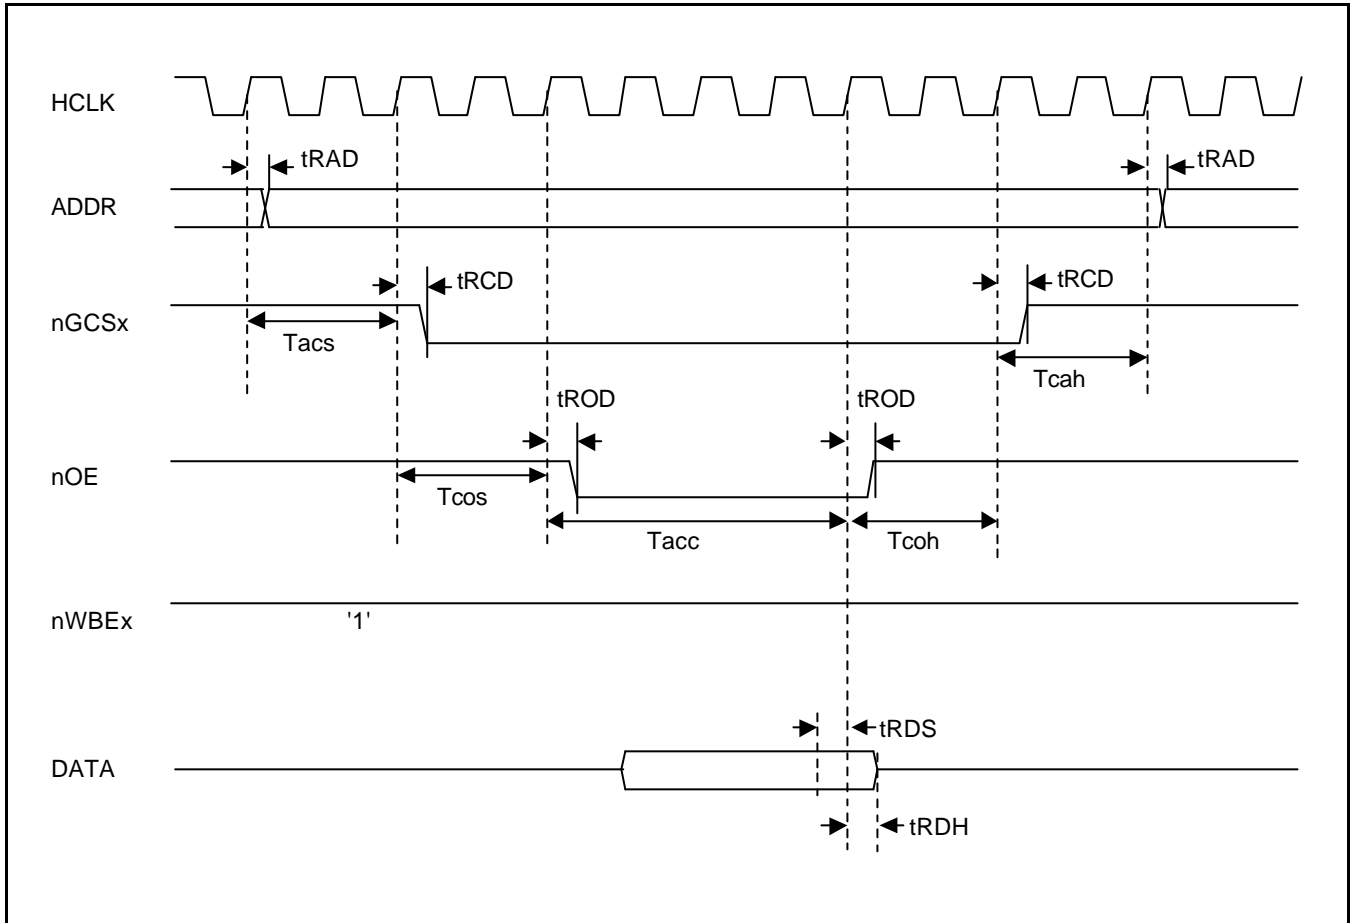 HCLK
tRAD
tRAD
ADDR
tRCD
tRCD
nGCSx
Tacs
Tcah
tROD
tROD
nOE
Tcos
Tacc
Tcoh
nWBEx
'1'
tRDS
DATA
tRDH